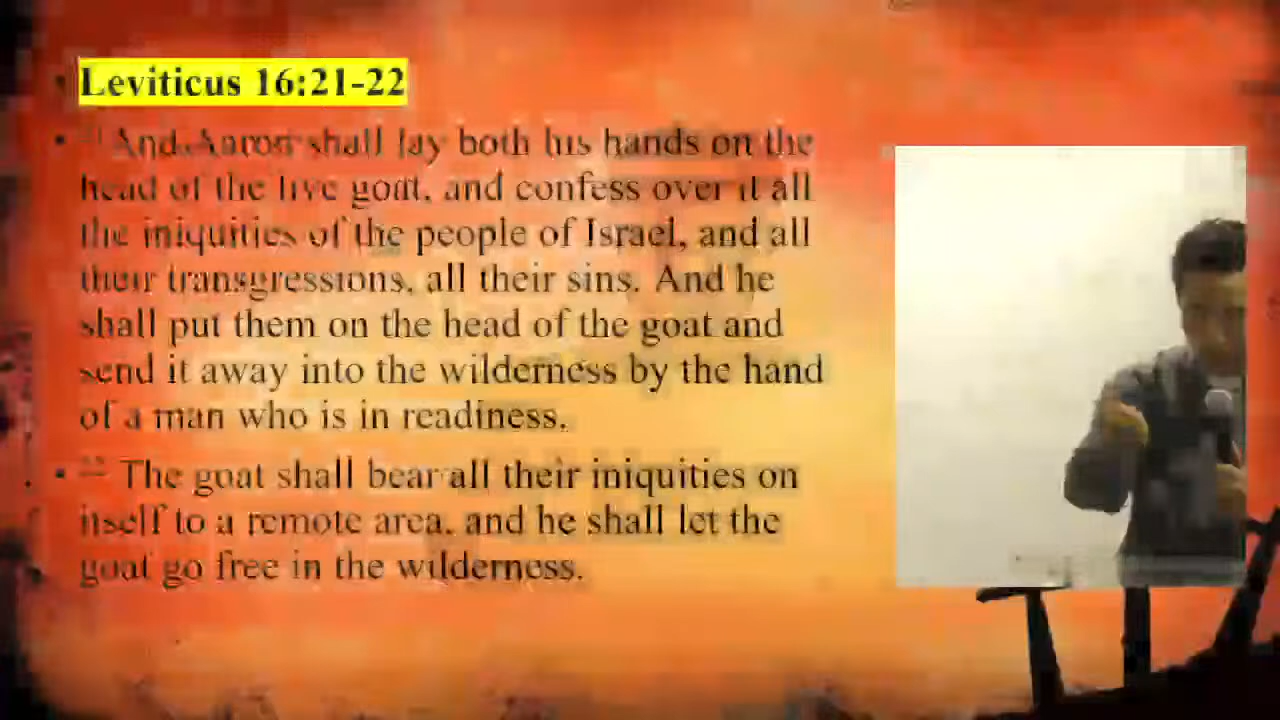 • Leviticus 16:21-22
• 21 And Aaron shall lay both his hands on the
head of the live goat, and confess over it all
the iniquities of the people of Israel, and all
their transgressions, all their sins. And he
shall put them on the head of the goat and
send it away into the wilderness by the hand
of a man who is in readiness.
• 22 The goat shall bear all their iniquities on
itself to a remote area, and he shall let the
goat go free in the wilderness.